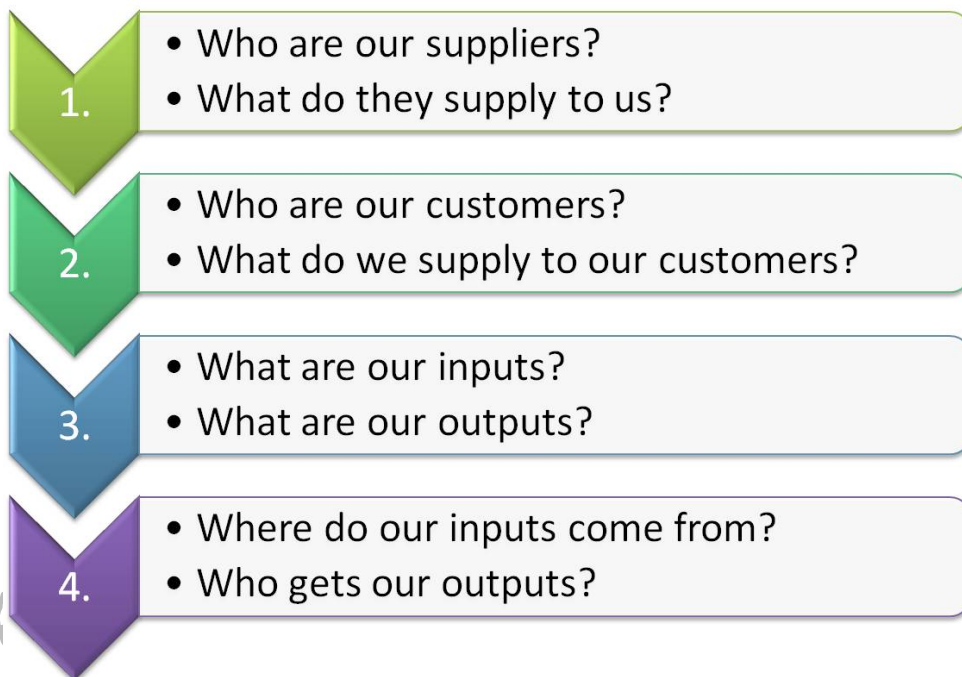 1.
• Who are our suppliers?
• What do they supply to us?
2.
• Who are our customers?
• What do we supply to our customers?
3.
• What are our inputs?
• What are our outputs?
4.
• Where do our inputs come from?
• Who gets our outputs?